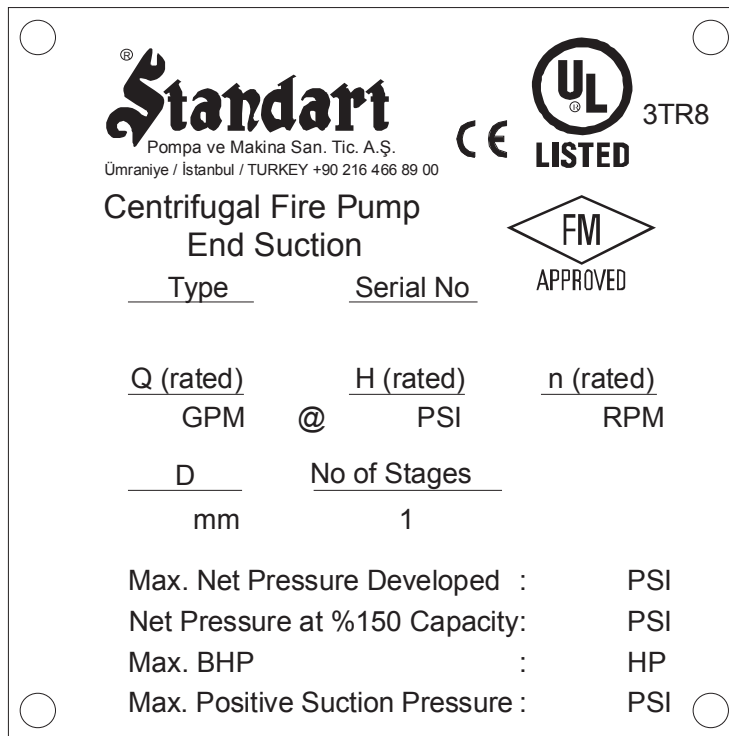 ®
Standart
Pompa ve Makina San. Tic. A.Ş.
Ümraniye / İstanbul / TURKEY +90 216 466 89 00
CE
UL
®
LISTED
3TR8
Centrifugal Fire Pump
End Suction
FM
APPROVED
Type Serial No
Q (rated) H (rated) n (rated)
GPM @ PSI RPM
D No of Stages
mm 1
Max. Net Pressure Developed : PSI
Net Pressure at %150 Capacity: PSI
Max. BHP : HP
Max. Positive Suction Pressure : PSI